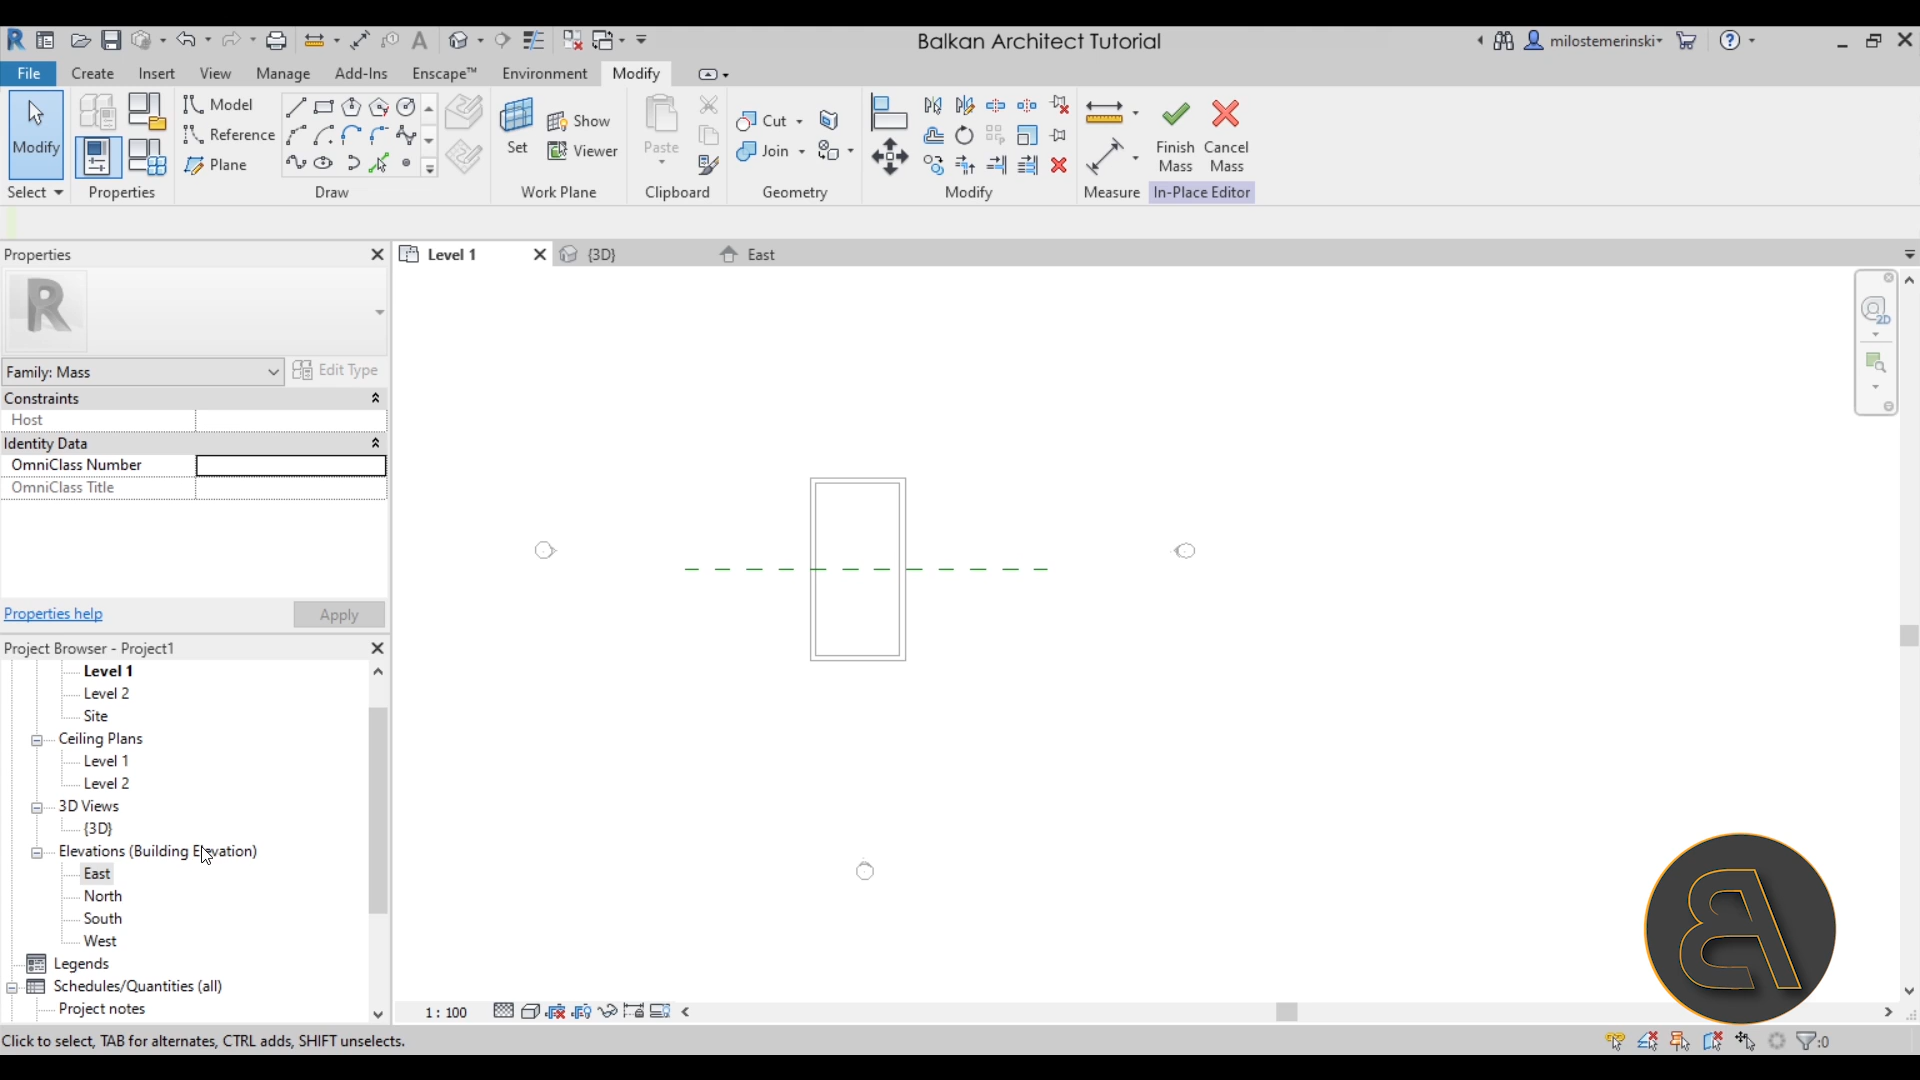 Balkan Architect Tutorial
milostemerinski
File Create Insert View Manage Add-Ins Enscape™ Environment Modify
Modify
Model
Reference
Plane
Set
Show
Viewer
Paste
Cut
Join
Finish Mass
Cancel Mass
Select Properties Draw Work Plane Clipboard Geometry Modify Measure In-Place Editor
Properties
Level 1 {3D} East
2D
R
Family: Mass
Edit Type
Constraints
Host
Identity Data
OmniClass Number
OmniClass Title
Properties help
Apply
Project Browser - Project1
Level 1
Level 2
Site
Ceiling Plans
Level 1
Level 2
3D Views
{3D}
Elevations (Building Elevation)
East
North
South
West
Legends
Schedules/Quantities (all)
Project notes
1 : 100
Click to select, TAB for alternates, CTRL adds, SHIFT unselects.
:0